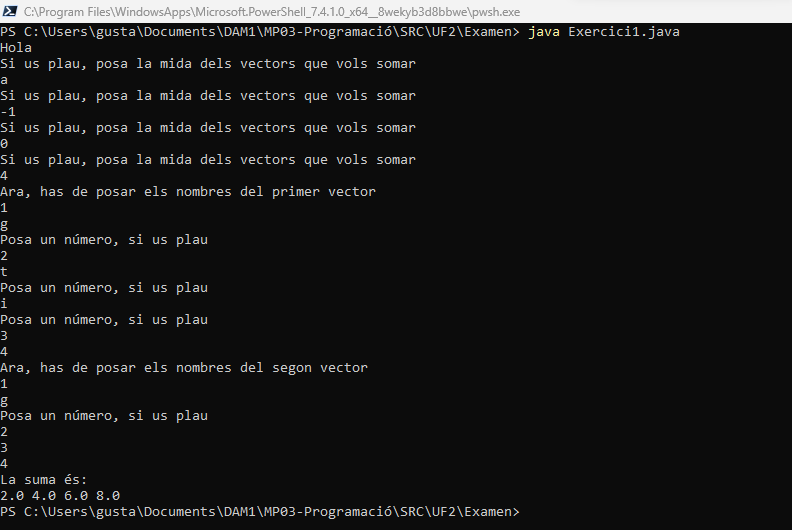 C:\Program Files\WindowsApps\Microsoft.PowerShell_7.4.1.0_x64__8wekyb3d8bbwe\pwsh.exe
PS C:\Users\gusta\Documents\DAM1\MP03-Programació\SRC\UF2\Examen> java Exercici1.java
Hola
Si us plau, posa la mida dels vectors que vols somar
a
Si us plau, posa la mida dels vectors que vols somar
-1
Si us plau, posa la mida dels vectors que vols somar
0
Si us plau, posa la mida dels vectors que vols somar
4
Ara, has de posar els nombres del primer vector
1
g
Posa un número, si us plau
2
t
Posa un número, si us plau
i
Posa un número, si us plau
3
4
Ara, has de posar els nombres del segon vector
1
g
Posa un número, si us plau
2
3
4
La suma és:
2.0 4.0 6.0 8.0
PS C:\Users\gusta\Documents\DAM1\MP03-Programació\SRC\UF2\Examen>